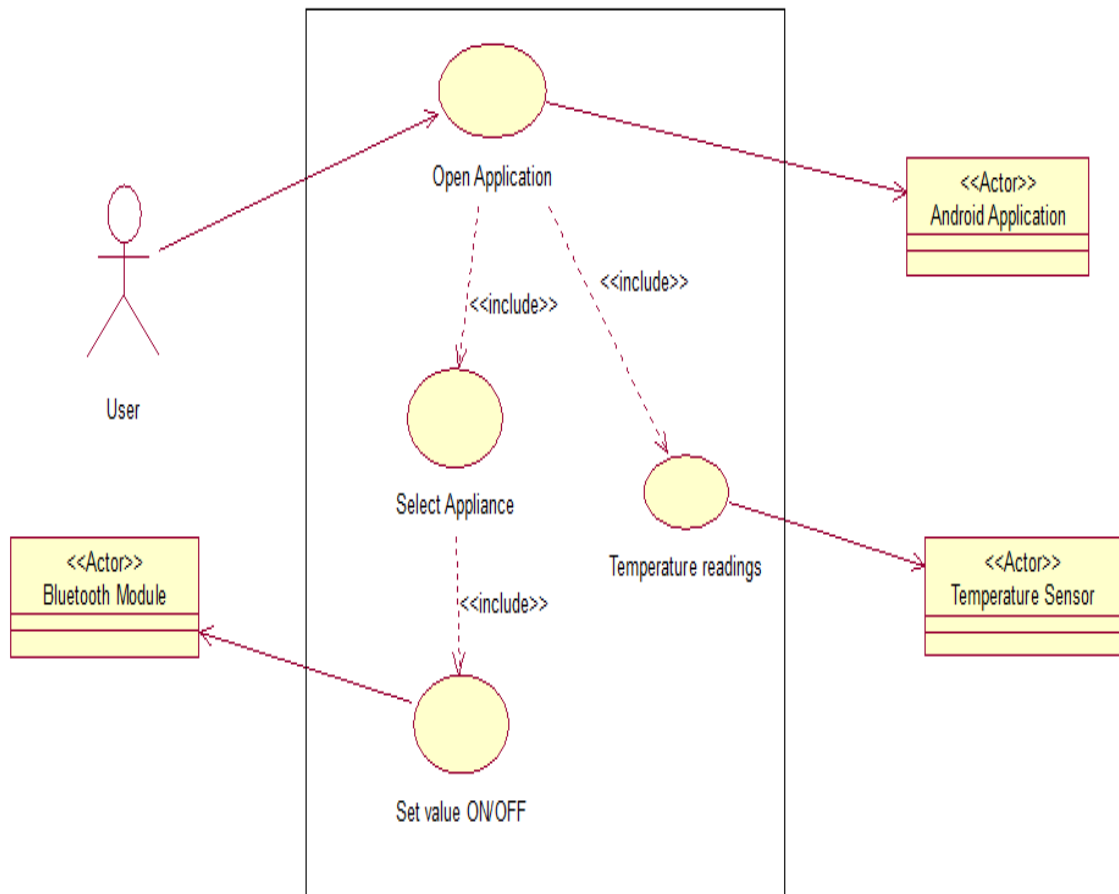 Open Application
<<Actor>>
Android Application
<<include>>
<<include>>
User
Select Appliance
<<Actor>>
Bluetooth Module
Temperature readings
<<Actor>>
Temperature Sensor
<<include>>
Set value ON/OFF